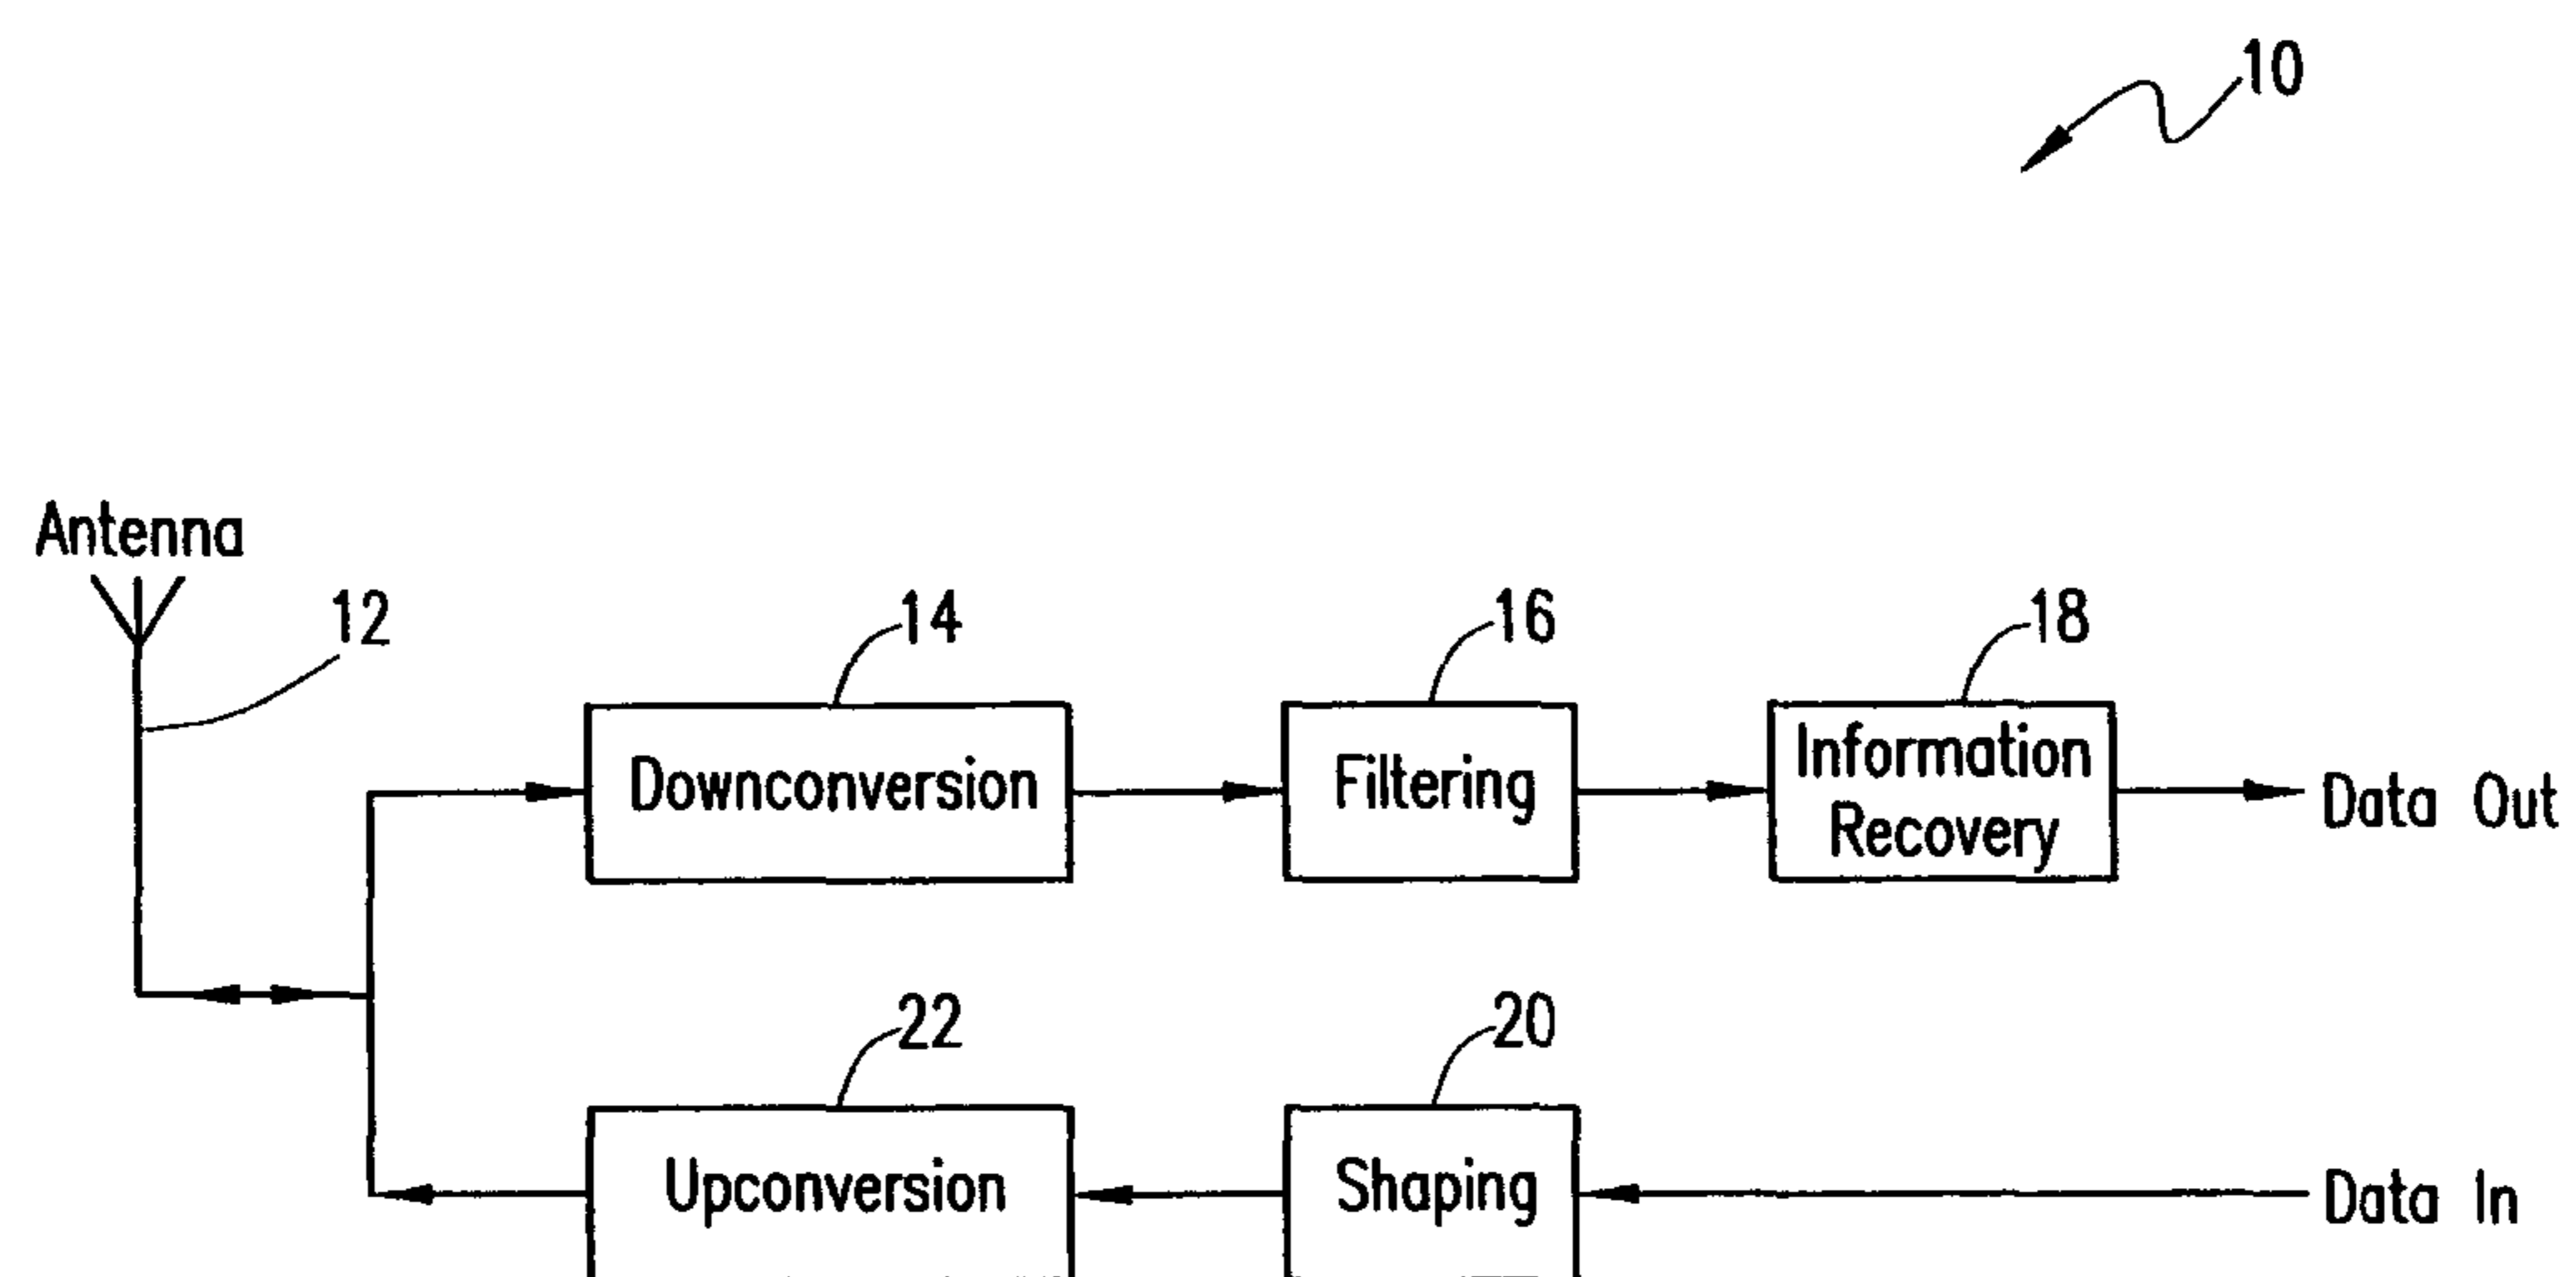 10
Antenna
12
14
16
18
Downconversion
Filtering
Information
Recovery
Data Out
22
20
Upconversion
Shaping
Data In